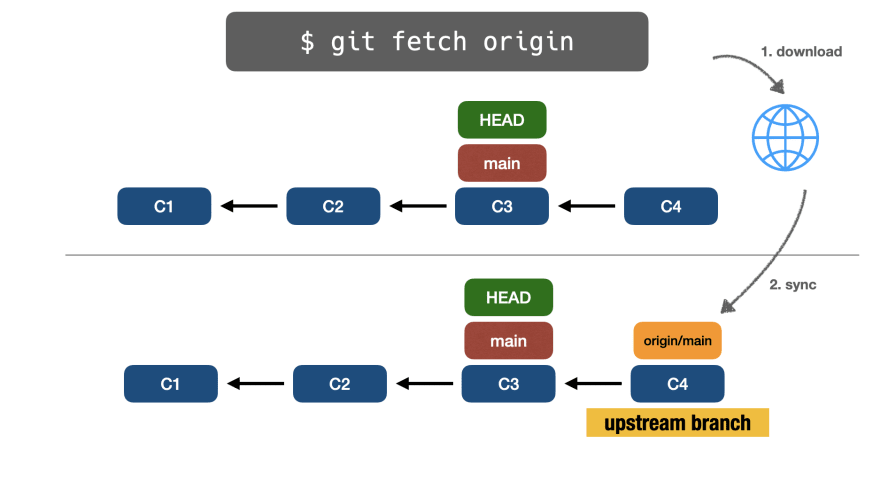 $ git fetch origin
1. download
HEAD
main
C1
C2
C3
C4
2. sync
HEAD
main
origin/main
C1
C2
C3
C4
upstream branch